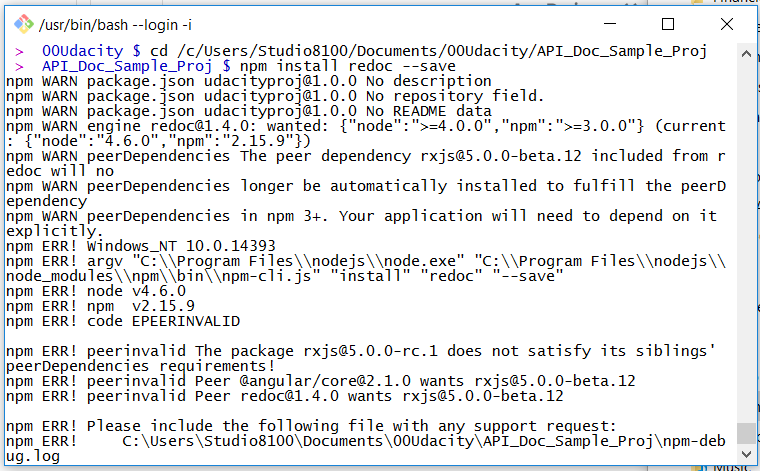 /usr/bin/bash --login -i
> 00Udacity $ cd /c/Users/Studio8100/Documents/00Udacity/API_Doc_Sample_Proj
> API_Doc_Sample_Proj $ npm install redoc --save
npm WARN package.json udacityproj@1.0.0 No description
npm WARN package.json udacityproj@1.0.0 No repository field.
npm WARN package.json udacityproj@1.0.0 No README data
npm WARN engine redoc@1.4.0: wanted: {"node":">=4.0.0","npm":">=3.0.0"} (current
: {"node":"4.6.0","npm":"2.15.9"})
npm WARN peerDependencies The peer dependency rxjs@5.0.0-beta.12 included from r
edoc will no
npm WARN peerDependencies longer be automatically installed to fulfill the peerD
ependency
npm WARN peerDependencies in npm 3+. Your application will need to depend on it
explicitly.
npm ERR! Windows_NT 10.0.14393
npm ERR! argv "C:\\Program Files\\nodejs\\node.exe" "C:\\Program Files\\nodejs\\
node_modules\\npm\\bin\\npm-cli.js" "install" "redoc" "--save"
npm ERR! node v4.6.0
npm ERR! npm  v2.15.9
npm ERR! code EPEERINVALID
npm ERR! peerinvalid The package rxjs@5.0.0-rc.1 does not satisfy its siblings'
peerDependencies requirements!
npm ERR! peerinvalid Peer @angular/core@2.1.0 wants rxjs@5.0.0-beta.12
npm ERR! peerinvalid Peer redoc@1.4.0 wants rxjs@5.0.0-beta.12
npm ERR! Please include the following file with any support request:
npm ERR!     C:\Users\Studio8100\Documents\00Udacity\API_Doc_Sample_Proj\npm-deb
ug.log
Music